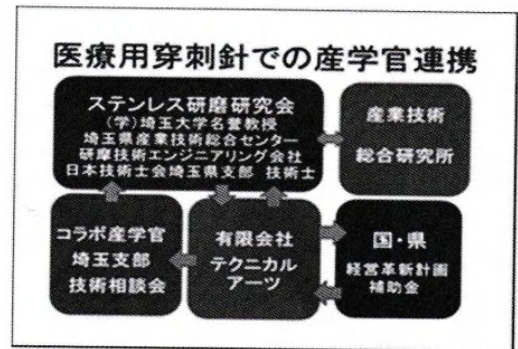 医療用穿刺針での産学官連携
ステンレス研磨研究会
(学)埼玉大学名誉教授
埼玉県産業技術総合センター
研摩技術エンジニアリング会社
日本技術士会埼玉県支部 技術士
産業技術
総合研究所
コラボ産学官
埼玉支部
技術相談会
有限会社
テクニカル
アーツ
国・県
経営革新計画
補助金